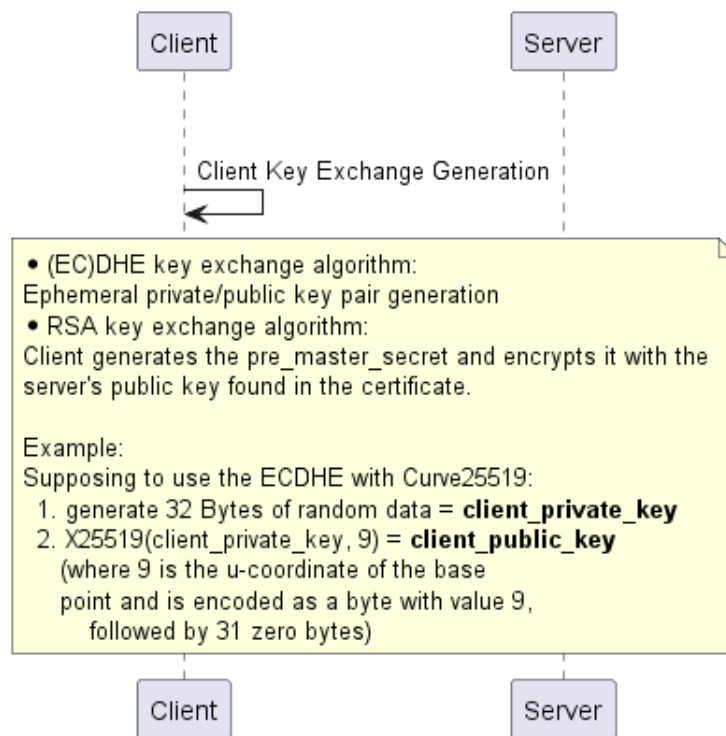 Client
Server
Client Key Exchange Generation
• (EC)DHE key exchange algorithm:
Ephemeral private/public key pair generation
• RSA key exchange algorithm:
Client generates the pre_master_secret and encrypts it with the
server's public key found in the certificate.
Example:
Supposing to use the ECDHE with Curve25519:
1. generate 32 Bytes of random data = client_private_key
2. X25519(client_private_key, 9) = client_public_key
(where 9 is the u-coordinate of the base
point and is encoded as a byte with value 9,
followed by 31 zero bytes)
Client
Server